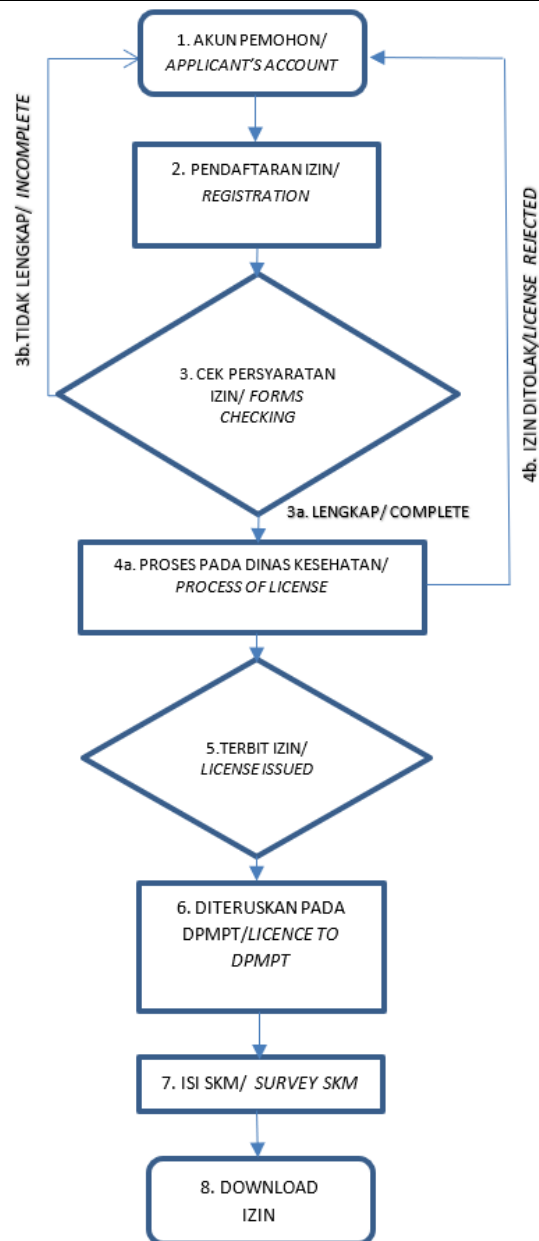 1. AKUN PEMOHON/
APPLICANT'S ACCOUNT
2. PENDAFTARAN IZIN/
REGISTRATION
3b.TIDAK LENGKAP/ INCOMPLETE
4b. IZIN DITOLAK/LICENSE REJECTED
3. CEK PERSYARATAN
IZIN/ FORMS
CHECKING
3a. LENGKAP/ COMPLETE
4a. PROSES PADA DINAS KESEHATAN/
PROCESS OF LICENSE
5.TERBIT IZIN/
LICENSE ISSUED
6. DITERUSKAN PADA
DPMPT/LICENCE TO
DPMPT
7. ISI SKM/ SURVEY SKM
8. DOWNLOAD
IZIN